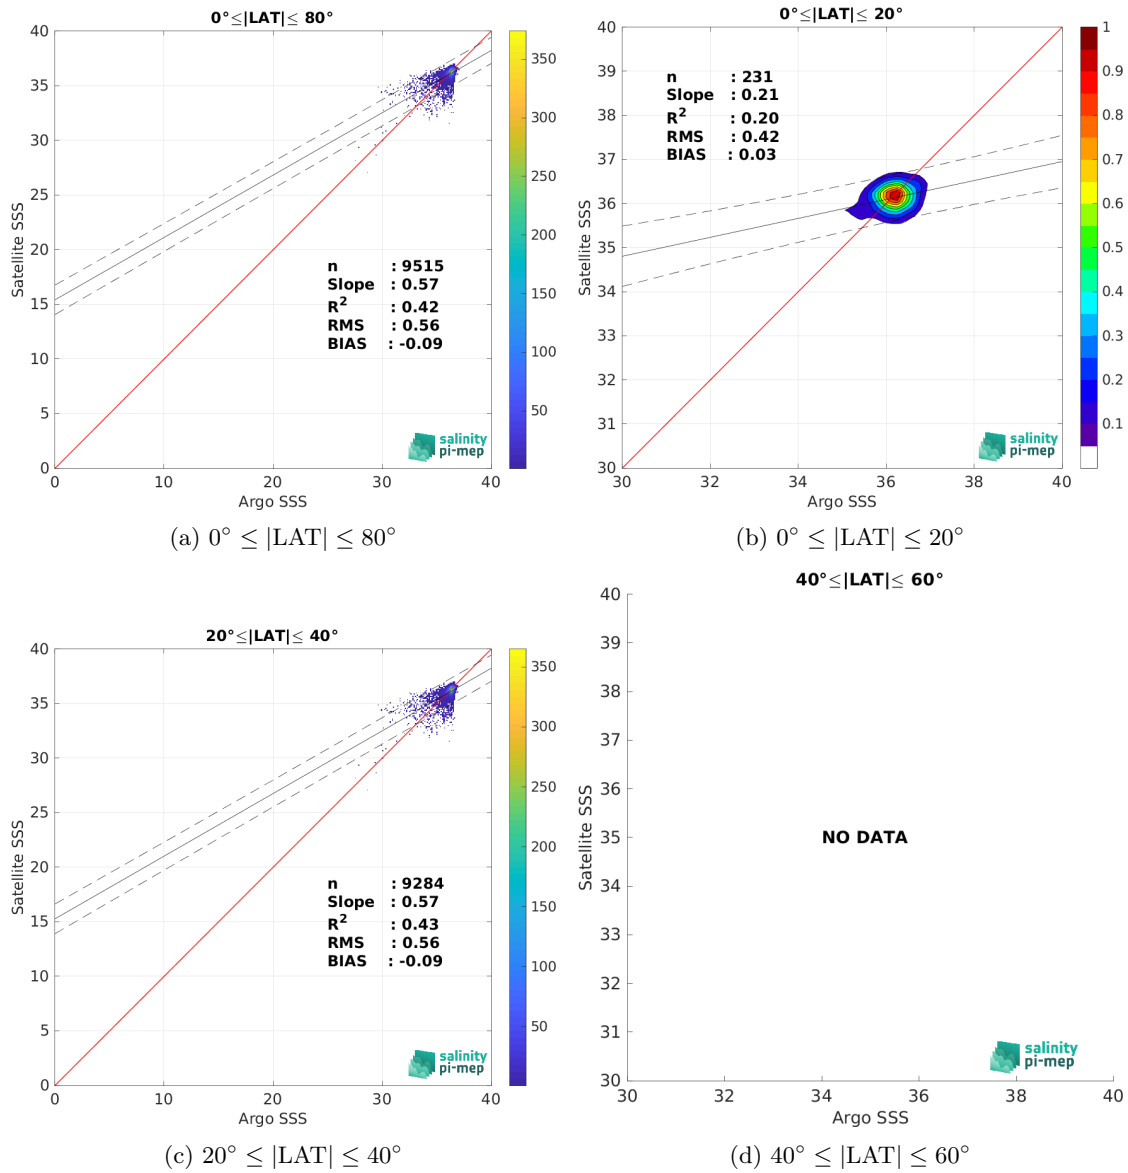 0°≤|LAT|≤ 80°
40
35
30
25
20
15
10
5
0
Satellite SSS
0
10
20
30
40
Argo SSS
350
300
250
200
150
100
50
n : 9515
Slope : 0.57
R² : 0.42
RMS : 0.56
BIAS : -0.09
salinity
pi-mep
(a) 0° ≤ |LAT| ≤ 80°
0°≤|LAT|≤ 20°
40
39
38
37
36
35
34
33
32
31
30
Satellite SSS
30
32
34
36
38
40
Argo SSS
1
0.9
0.8
0.7
0.6
0.5
0.4
0.3
0.2
0.1
n : 231
Slope : 0.21
R² : 0.20
RMS : 0.42
BIAS : 0.03
salinity
pi-mep
(b) 0° ≤ |LAT| ≤ 20°
20°≤|LAT|≤ 40°
40
35
30
25
20
15
10
5
0
Satellite SSS
0
10
20
30
40
Argo SSS
350
300
250
200
150
100
50
n : 9284
Slope : 0.57
R² : 0.43
RMS : 0.56
BIAS : -0.09
salinity
pi-mep
(c) 20° ≤ |LAT| ≤ 40°
40°≤|LAT|≤ 60°
40
39
38
37
36
35
34
33
32
31
30
Satellite SSS
NO DATA
30
32
34
36
38
40
Argo SSS
salinity
pi-mep
(d) 40° ≤ |LAT| ≤ 60°